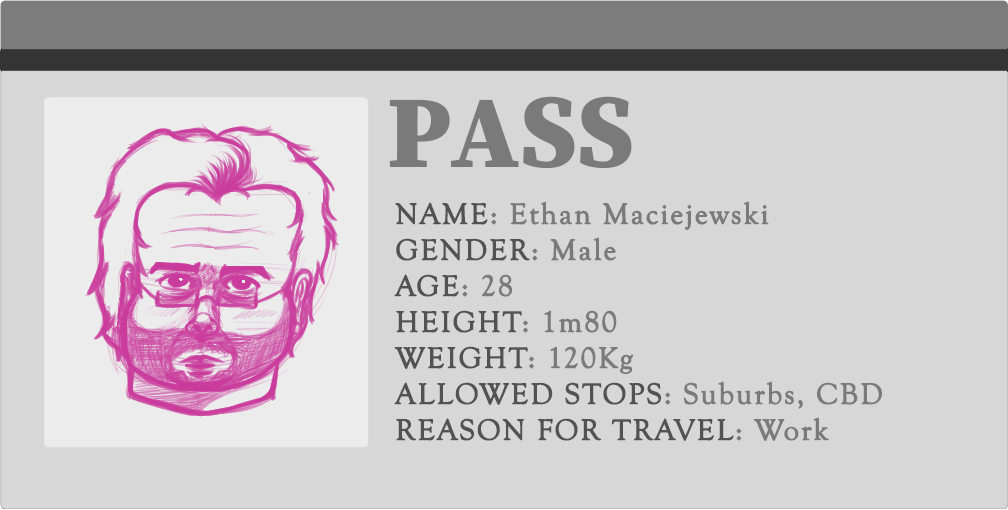 PASS
NAME: Ethan Maciejewski
GENDER: Male
AGE: 28
HEIGHT: 1m80
WEIGHT: 120Kg
ALLOWED STOPS: Suburbs, CBD
REASON FOR TRAVEL: Work